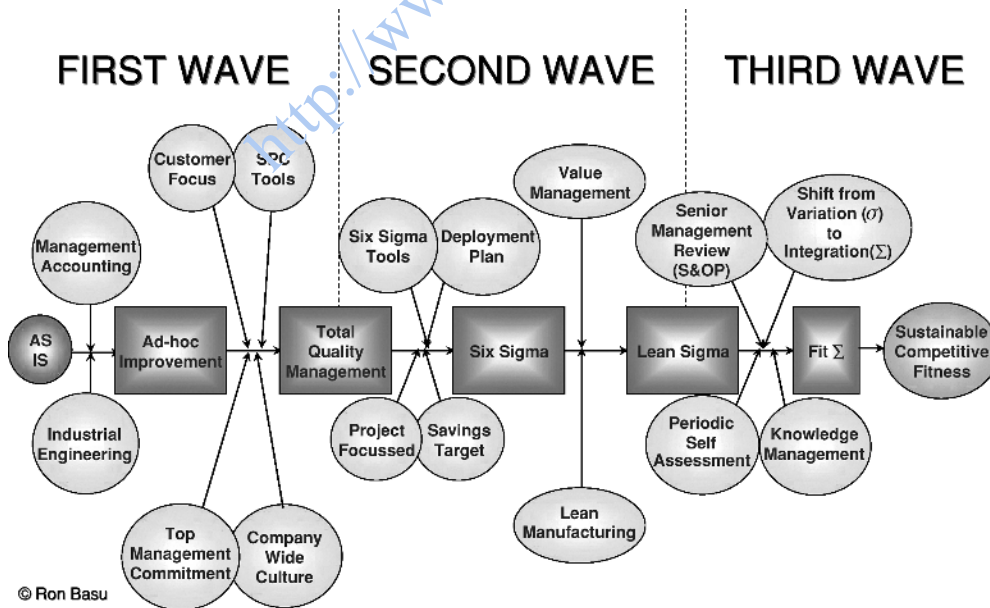 FIRST WAVE
SECOND WAVE
THIRD WAVE
http://www
Customer
Focus
SPC
Tools
Value
Management
Senior
Management
Review
(S&OP)
Shift from
Variation (σ)
to
Integration(Σ)
Management
Accounting
Six Sigma
Tools
Deployment
Plan
AS
IS
Ad-hoc
Improvement
Total
Quality
Management
Six Sigma
Lean Sigma
Fit Σ
Sustainable
Competitive
Fitness
Industrial
Engineering
Project
Focussed
Savings
Target
Periodic
Self
Assessment
Knowledge
Management
Top
Management
Commitment
Company
Wide
Culture
Lean
Manufacturing
© Ron Basu